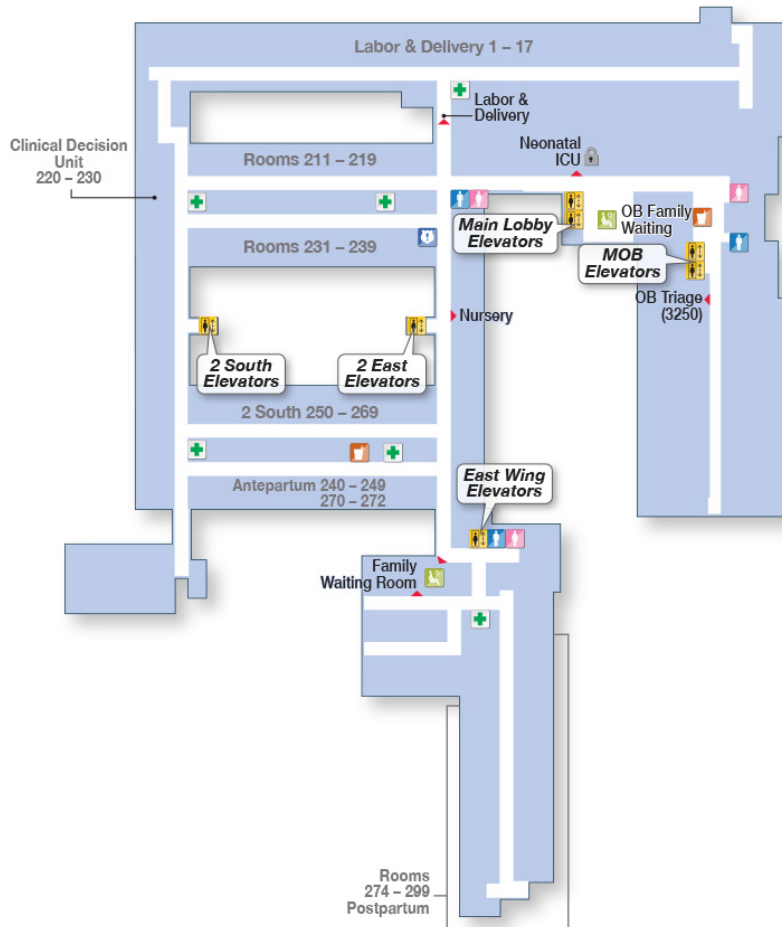 Labor & Delivery 1 – 17
Labor &
Delivery
Clinical Decision
Unit
220 – 230
Neonatal
ICU
Rooms 211 – 219
Main Lobby
Elevators
OB Family
Waiting
Rooms 231 – 239
MOB
Elevators
OB Triage
(3250)
Nursery
2 South
Elevators
2 East
Elevators
2 South 250 – 269
Antepartum 240 – 249
270 – 272
East Wing
Elevators
Family
Waiting Room
Rooms
274 – 299
Postpartum